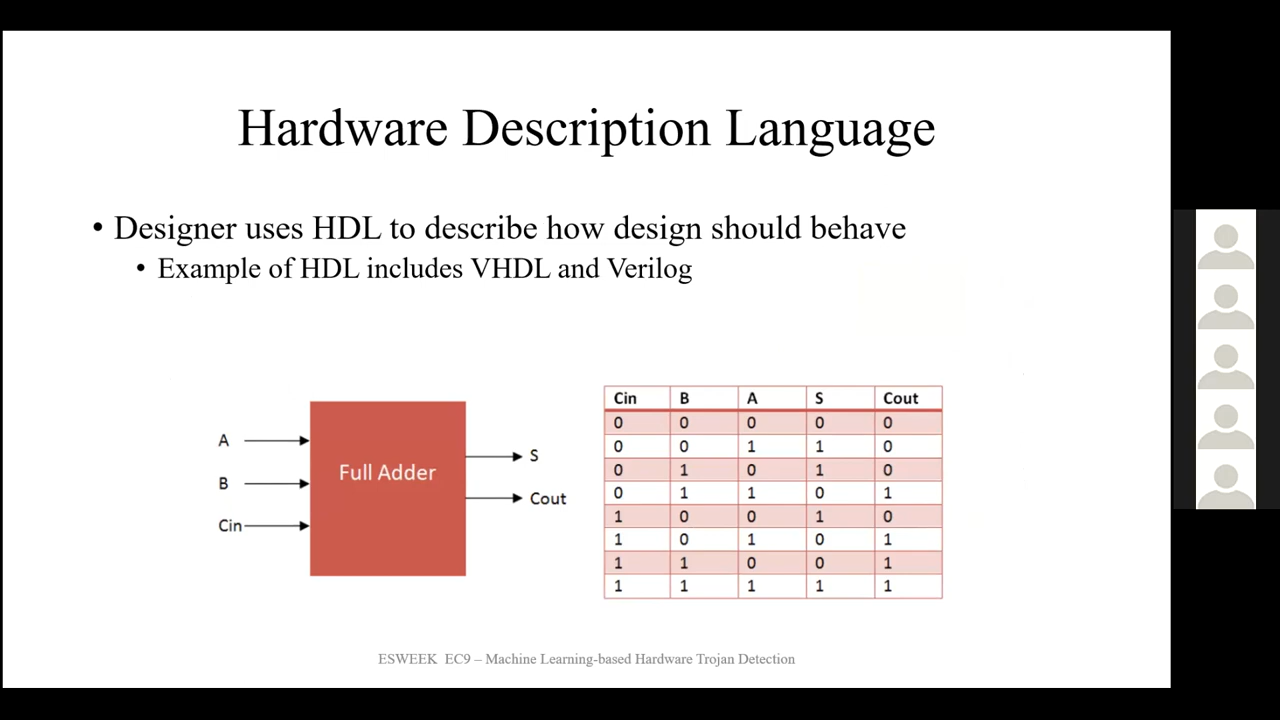 Hardware Description Language
• Designer uses HDL to describe how design should behave
• Example of HDL includes VHDL and Verilog
A
B
Cin
Full Adder
S
Cout
Cin B A S Cout
0 0 0 0 0
0 0 1 1 0
0 1 0 1 0
0 1 1 0 1
1 0 0 1 0
1 0 1 0 1
1 1 0 0 1
1 1 1 1 1
ESWEEK EC9 – Machine Learning-based Hardware Trojan Detection